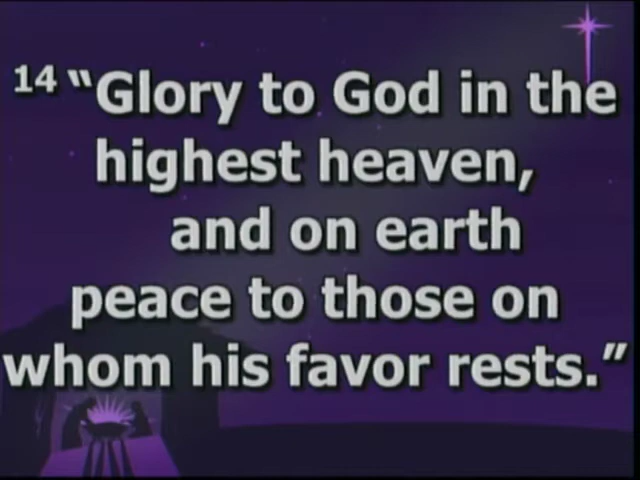 14 “Glory to God in the
highest heaven,
and on earth
peace to those on
whom his favor rests.”